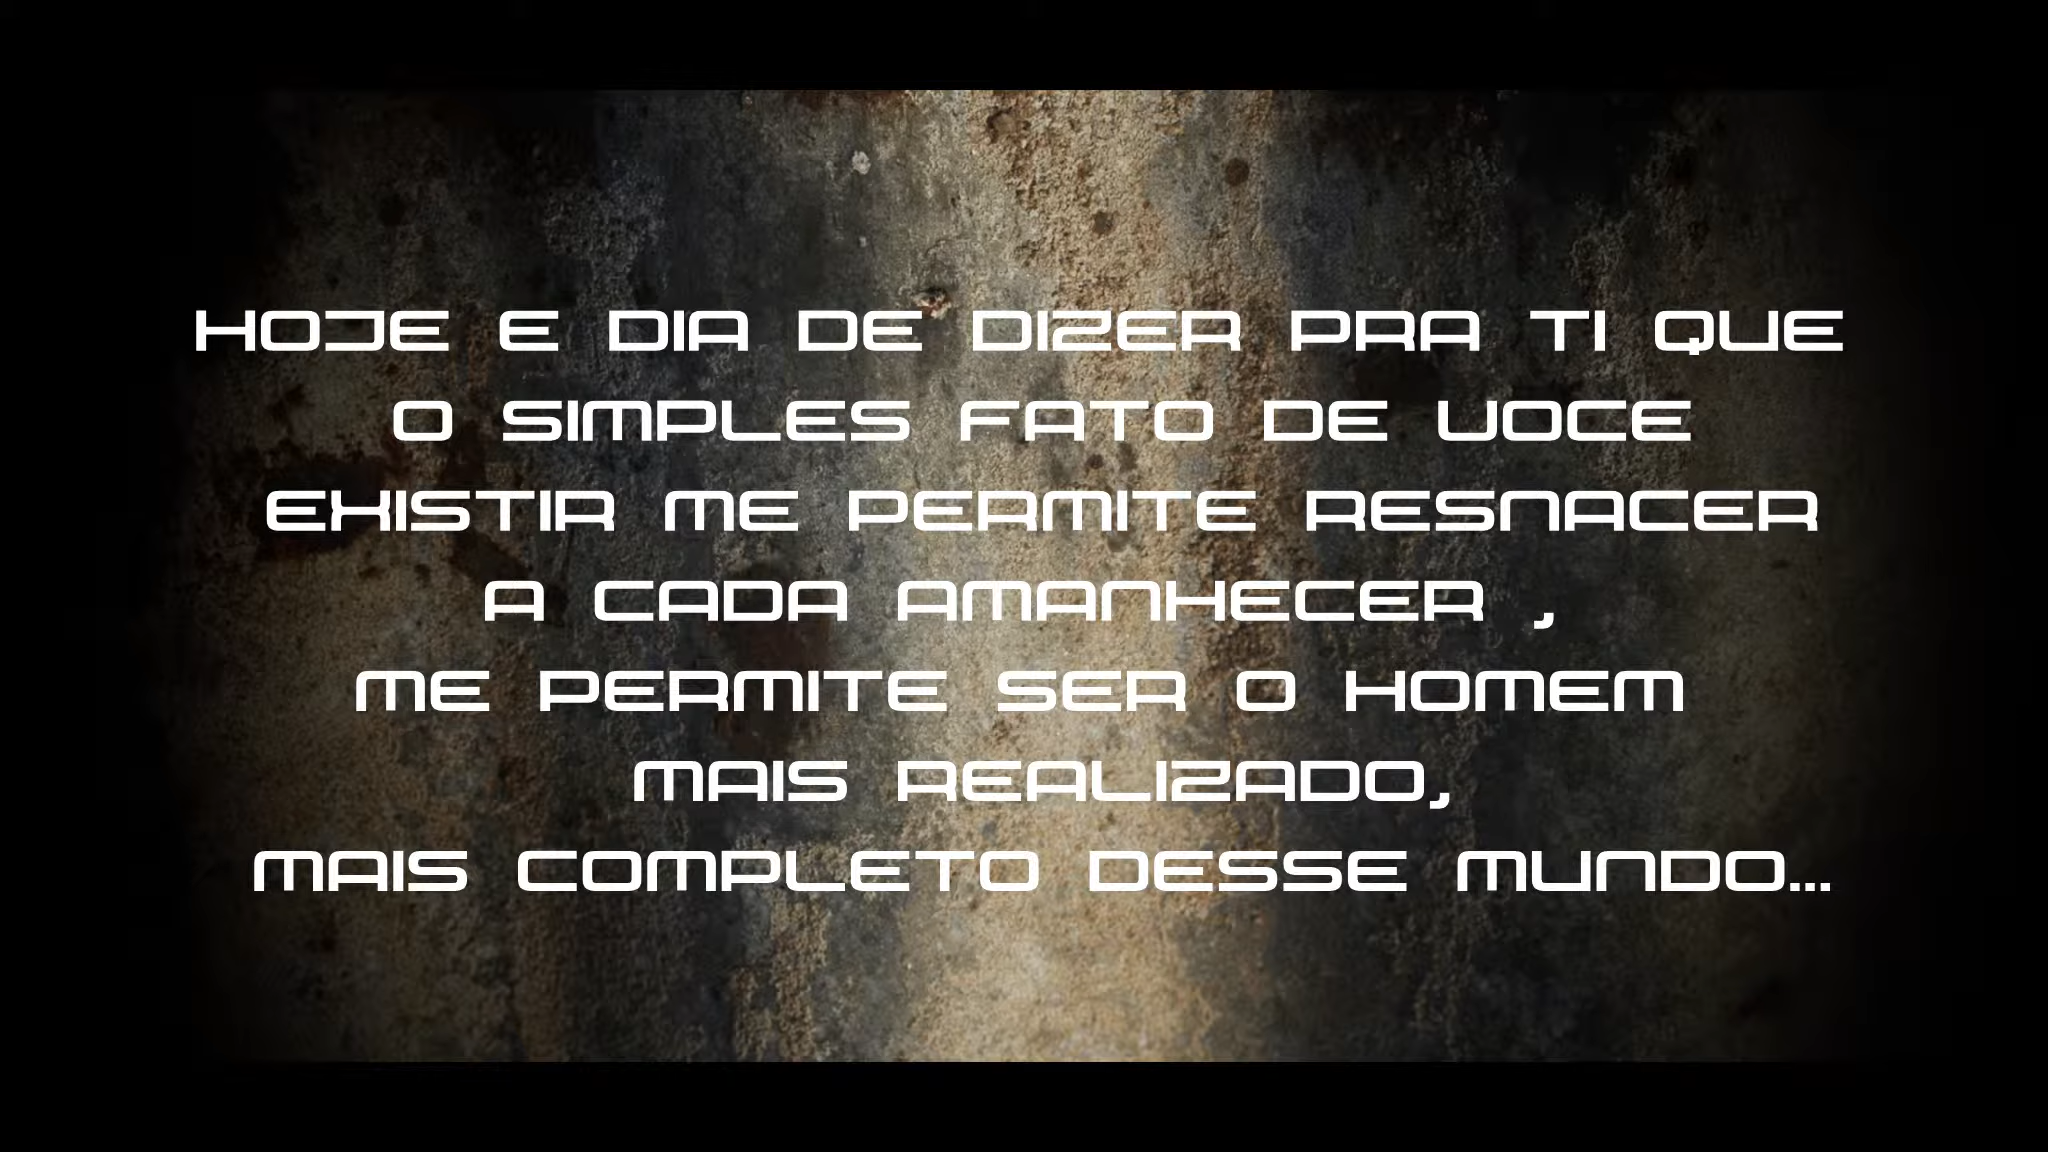 HOJE E DIA DE DIZER PRA TI QUE
O SIMPLES FATO DE VOCE
EXISTIR ME PERMITE RESNACER
A CADA AMANHECER ,
ME PERMITE SER O HOMEM
MAIS REALIZADO,
MAIS COMPLETO DESSE MUNDO...